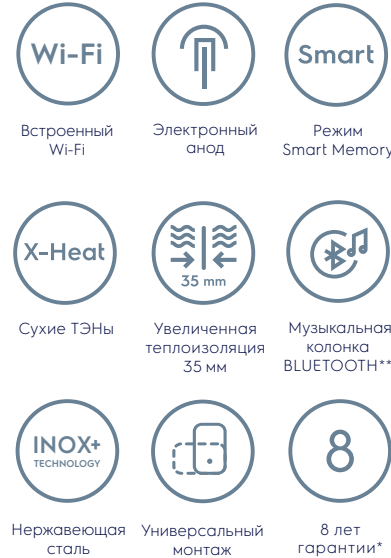 Wi-Fi
Встроенный
Wi-Fi
Электронный
анод
Smart
Режим
Smart Memory
X-Heat
Сухие ТЭНы
35 mm
Увеличенная
теплоизоляция
35 мм
Музыкальная
колонка
BLUETOOTH**
INOX+
TECHNOLOGY
Нержавеющая
сталь
Универсальный
монтаж
8
8 лет
гарантии*